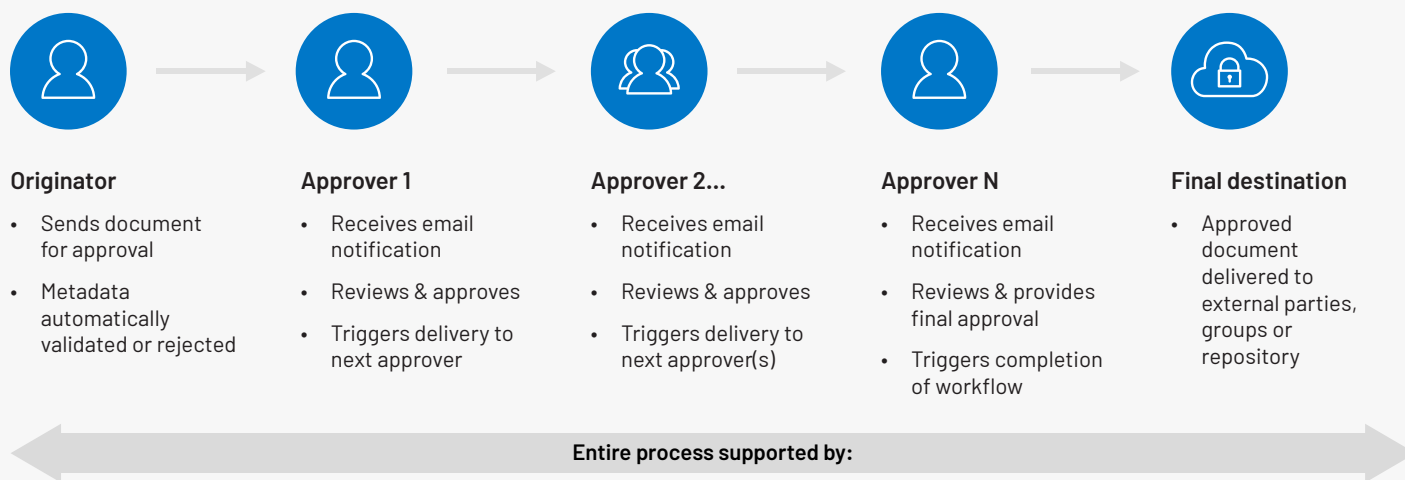 Originator
• Sends document
for approval
• Metadada
automatically
validated or rejected
Approver 1
• Receives email
notification
• Reviews & approves
• Triggers delivery to
next approver
Approver 2...
• Receives email
notification
• Reviews & approves
• Triggers delivery to
next approver(s)
Approver N
• Receives email
notification
• Reviews & provides
final approval
• Triggers completion
of workflow
Final destination
• Approved
document
delivered to
external parties,
groups or
repository
Entire process supported by: